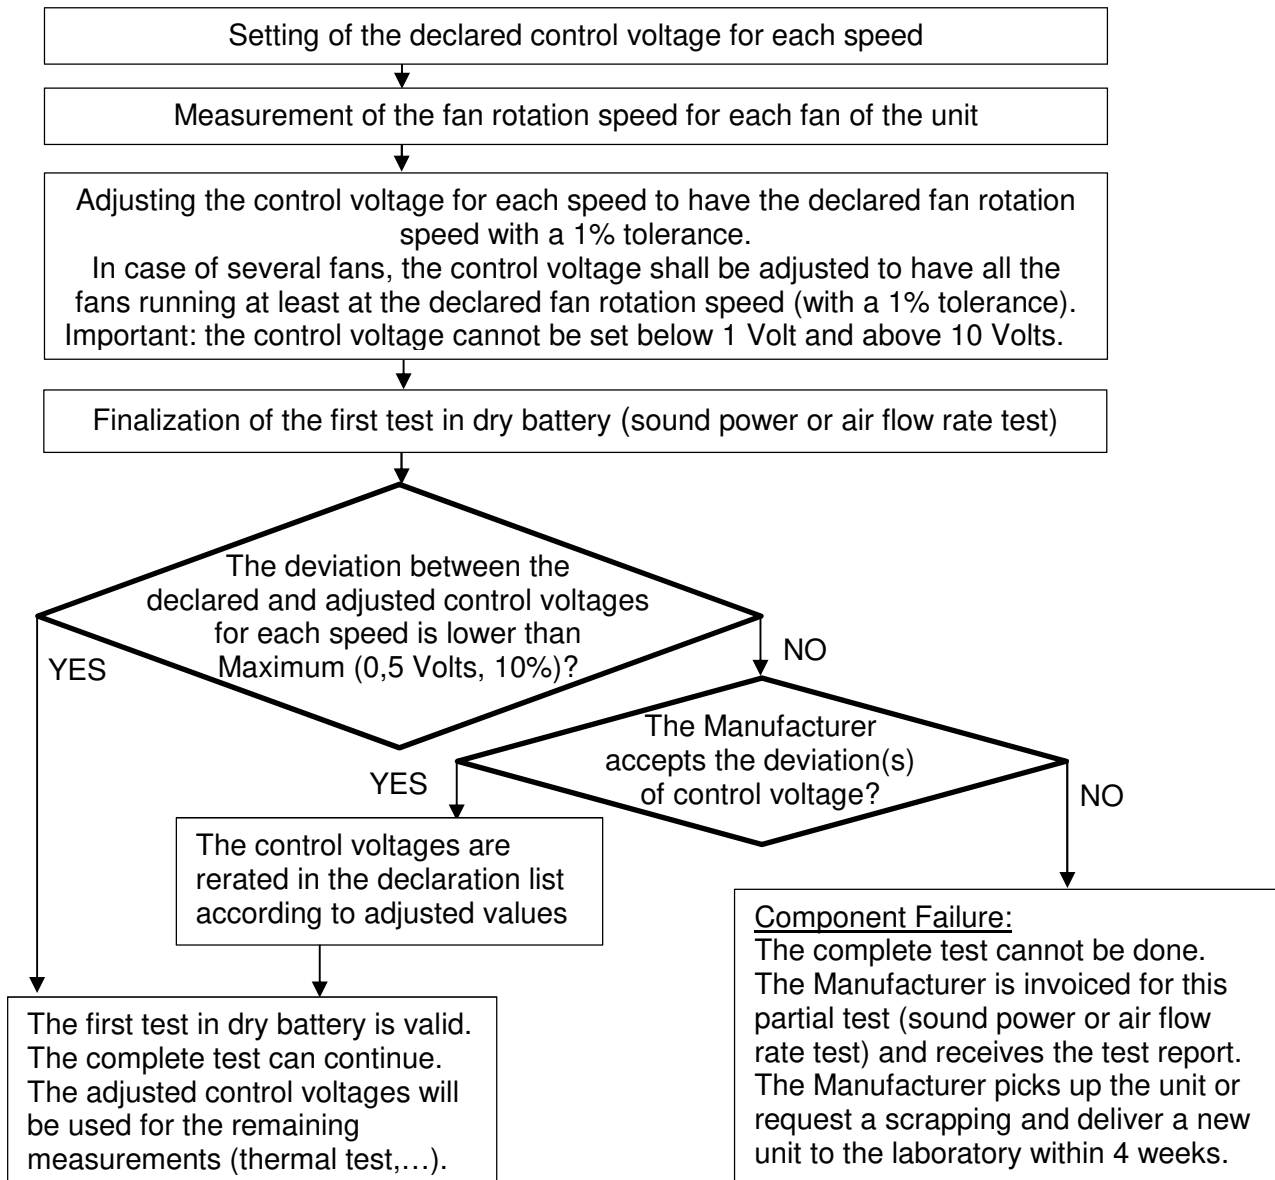 Setting of the declared control voltage for each speed
Measurement of the fan rotation speed for each fan of the unit
Adjusting the control voltage for each speed to have the declared fan rotation
speed with a 1% tolerance.
In case of several fans, the control voltage shall be adjusted to have all the
fans running at least at the declared fan rotation speed (with a 1% tolerance).
Important: the control voltage cannot be set below 1 Volt and above 10 Volts.
Finalization of the first test in dry battery (sound power or air flow rate test)
The deviation between the
declared and adjusted control voltages
for each speed is lower than
Maximum (0,5 Volts, 10%)?
YES
NO
The Manufacturer
accepts the deviation(s)
of control voltage?
YES
NO
The control voltages are
rerated in the declaration list
according to adjusted values
The first test in dry battery is valid.
The complete test can continue.
The adjusted control voltages will
be used for the remaining
measurements (thermal test,…).
Component Failure:
The complete test cannot be done.
The Manufacturer is invoiced for this
partial test (sound power or air flow
rate test) and receives the test report.
The Manufacturer picks up the unit or
request a scrapping and deliver a new
unit to the laboratory within 4 weeks.